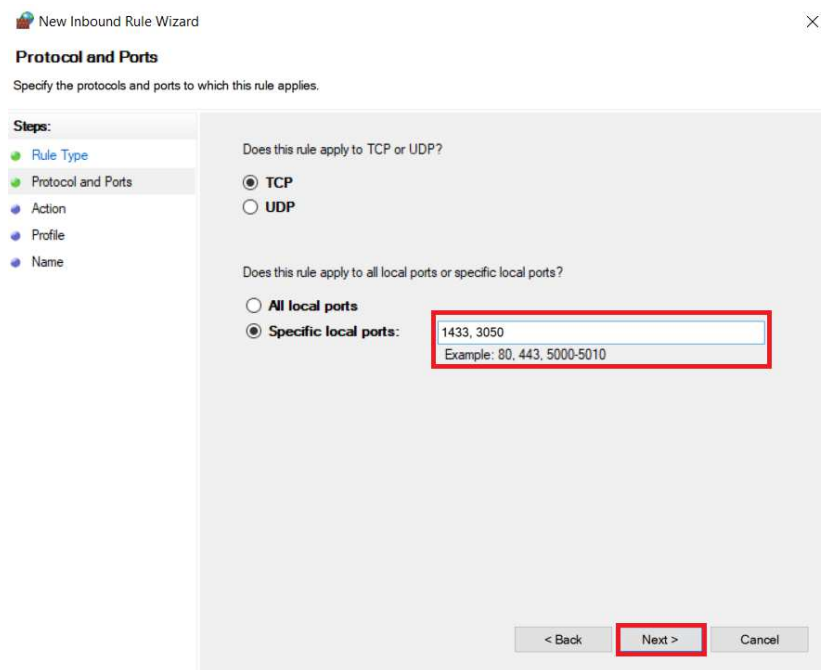 New Inbound Rule Wizard
Protocol and Ports
Specify the protocols and ports to which this rule applies.
Steps:
Rule Type
Protocol and Ports
Action
Profile
Name
Does this rule apply to TCP or UDP?
TCP
UDP
Does this rule apply to all local ports or specific local ports?
All local ports
Specific local ports:
1433, 3050
Example: 80, 443, 5000-5010
< Back
Next >
Cancel